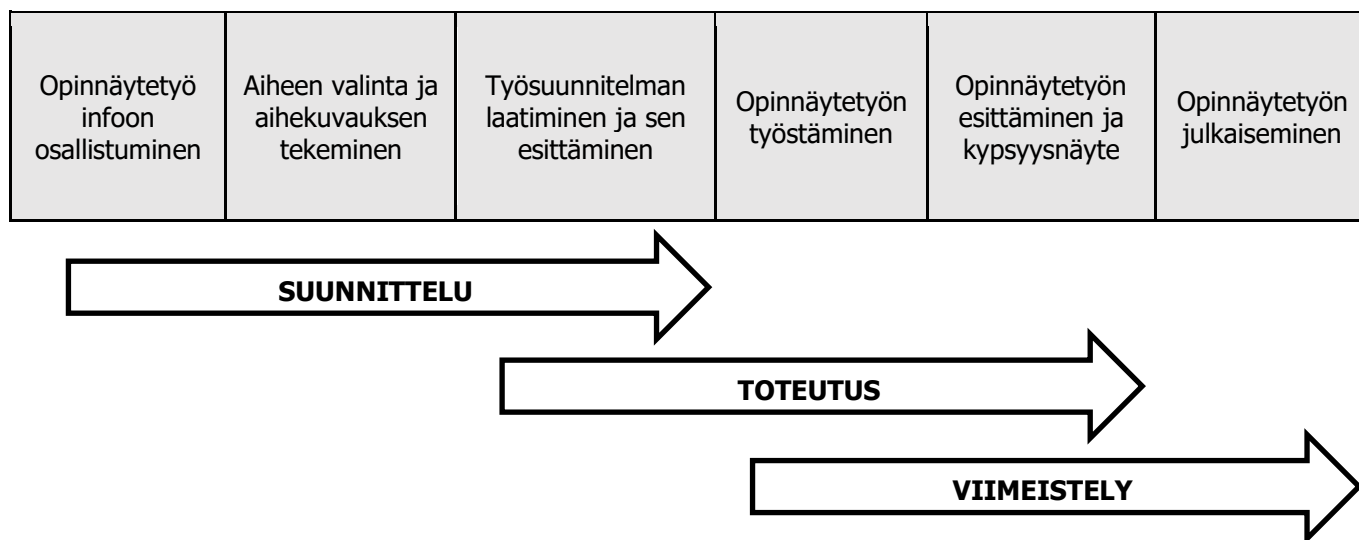 Opinnäytetyö
infoon
osallistuminen
Aiheen valinta ja
aihekuvauksen
tekeminen
Työsuunnitelman
laatiminen ja sen
esittäminen
Opinnäytetyön
työstäminen
Opinnäytetyön
esittäminen ja
kypsyysnäyte
Opinnäytetyön
julkaiseminen
SUUNNITTELU
TOTEUTUS
VIIMEISTELY